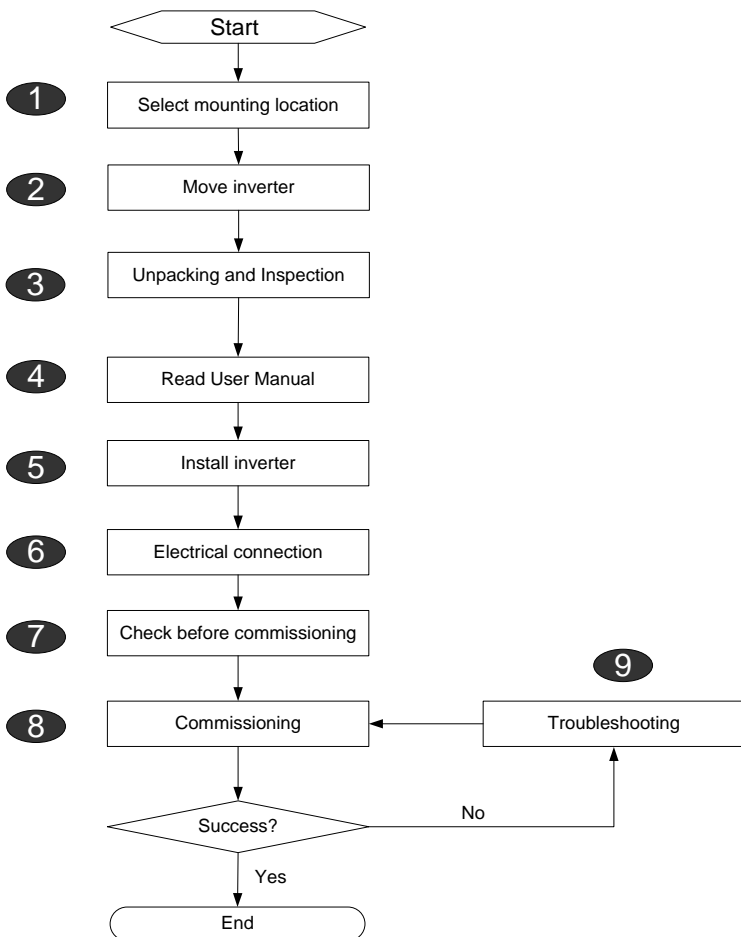 Start
1
Select mounting location
2
Move inverter
3
Unpacking and Inspection
4
Read User Manual
5
Install inverter
6
Electrical connection
7
Check before commissioning
9
8
Commissioning
Troubleshooting
Success?
No
Yes
End